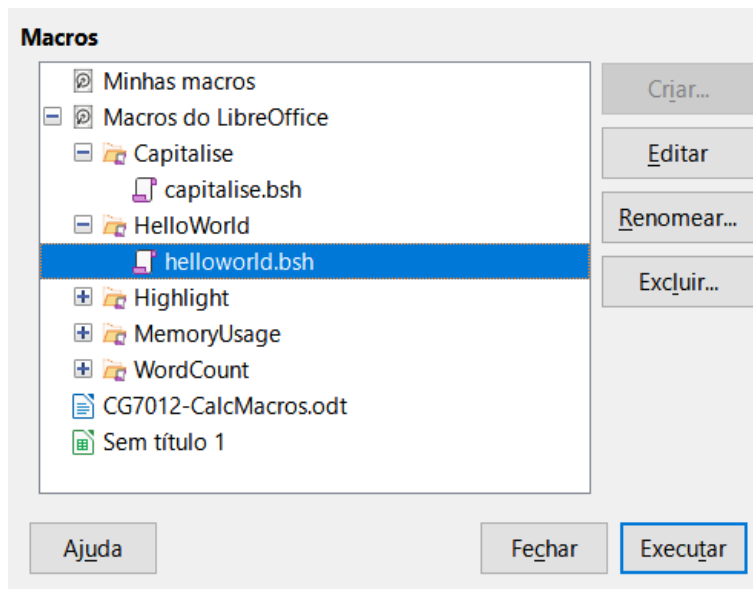 Macros
Minhas macros
Macros do LibreOffice
Capitalise
capitalise.bsh
HelloWorld
helloworld.bsh
Highlight
MemoryUsage
WordCount
CG7012-CalcMacros.odt
Sem título 1
Criar...
Editar
Renomear...
Excluir...
Ajuda
Fechar
Executar